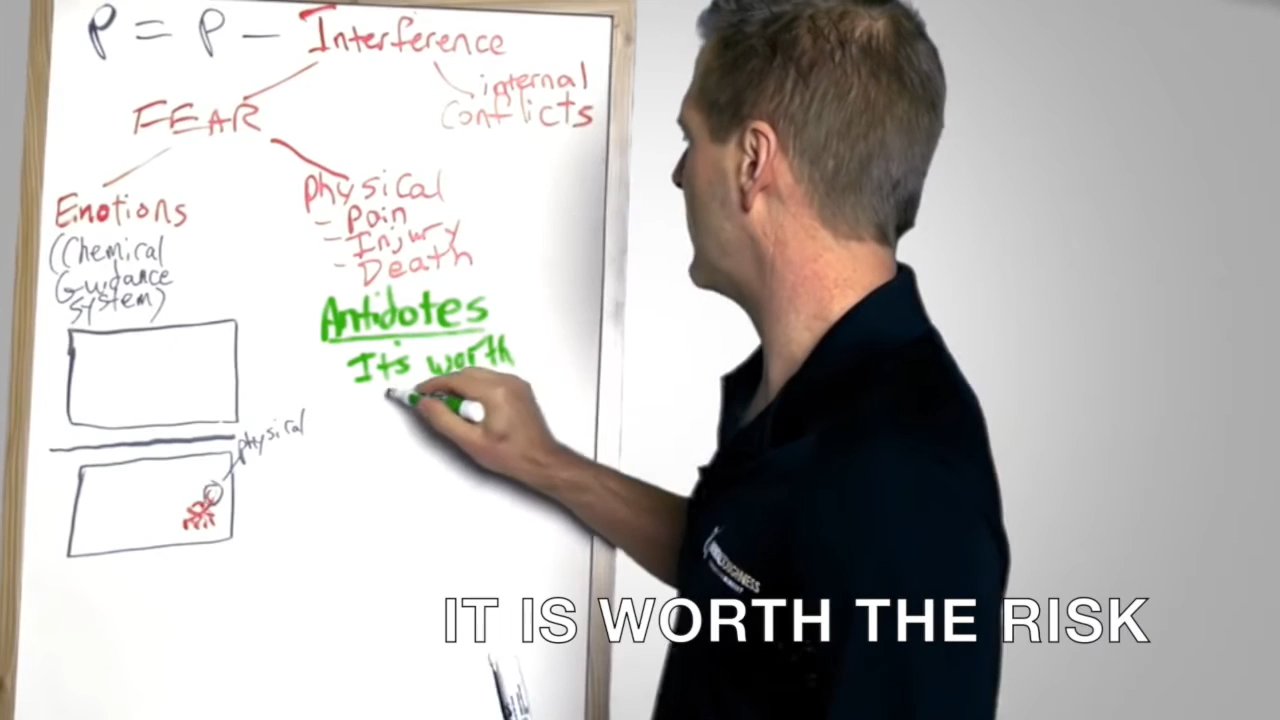 P = P - Interference
internal
Conflicts
FEAR
Emotions
(Chemical
Guidance
System)
Physical
- Pain
- Injury
- Death
Antidotes
Its worth
physical
IT IS WORTH THE RISK